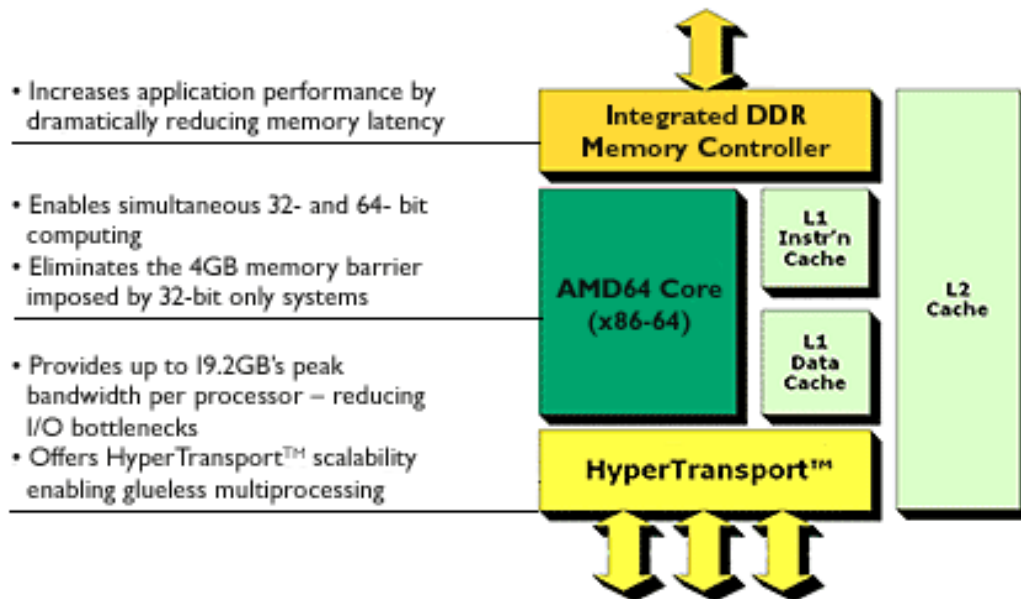 • Increases application performance by
dramatically reducing memory latency
• Enables simultaneous 32- and 64- bit
computing
• Eliminates the 4GB memory barrier
imposed by 32-bit only systems
• Provides up to 19.2GB's peak
bandwidth per processor – reducing
I/O bottlenecks
• Offers HyperTransport™ scalability
enabling glueless multiprocessing
Integrated DDR
Memory Controller
AMD64 Core
(x86-64)
L1
Instr'n
Cache
L1
Data
Cache
L2
Cache
HyperTransport™